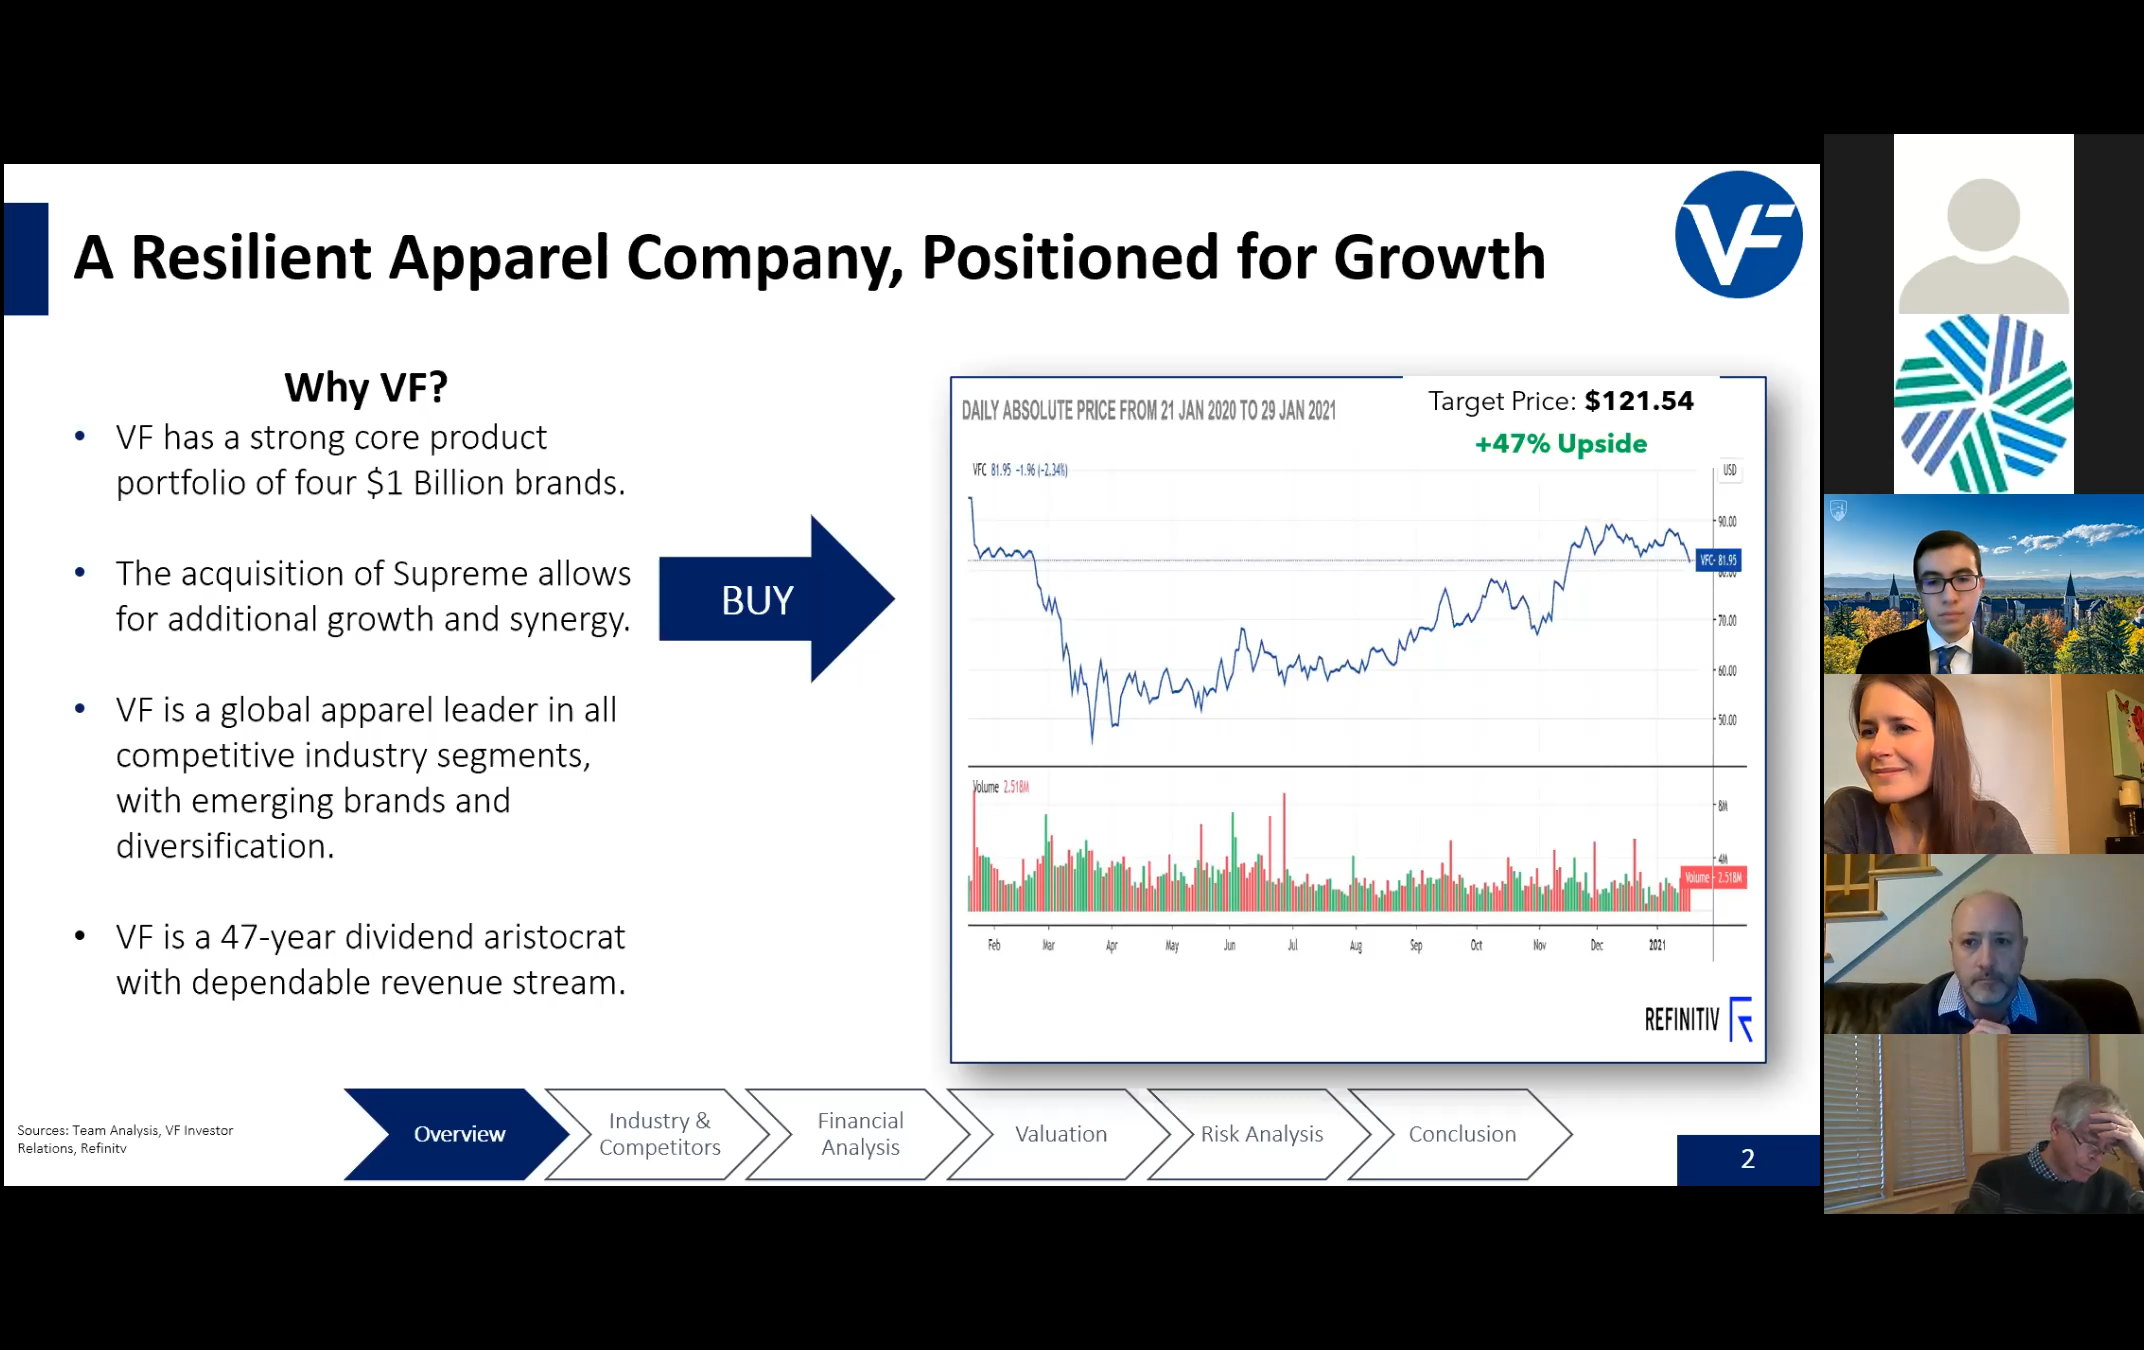 A Resilient Apparel Company, Positioned for Growth
VF
Why VF?
• VF has a strong core product
portfolio of four $1 Billion brands.
• The acquisition of Supreme allows
for additional growth and synergy.
• VF is a global apparel leader in all
competitive industry segments,
with emerging brands and
diversification.
• VF is a 47-year dividend aristocrat
with dependable revenue stream.
BUY
DAILY ABSOLUTE PRICE FROM 21 JAN 2020 TO 29 JAN 2021
Target Price: $121.54
+47% Upside
VFC 81.95 -1.96 (-2.34%)
USD
90.00
VFC- 81.95
80.00
70.00
60.00
50.00
Volume 2.518M
8M
4M
Volume - 2.518M
Feb Mar Apr May Jun Jul Aug Sep Oct Nov Dec 2021
REFINITIV
Sources: Team Analysis, VF Investor
Relations, Refinitv
Overview
Industry &
Competitors
Financial
Analysis
Valuation
Risk Analysis
Conclusion
2